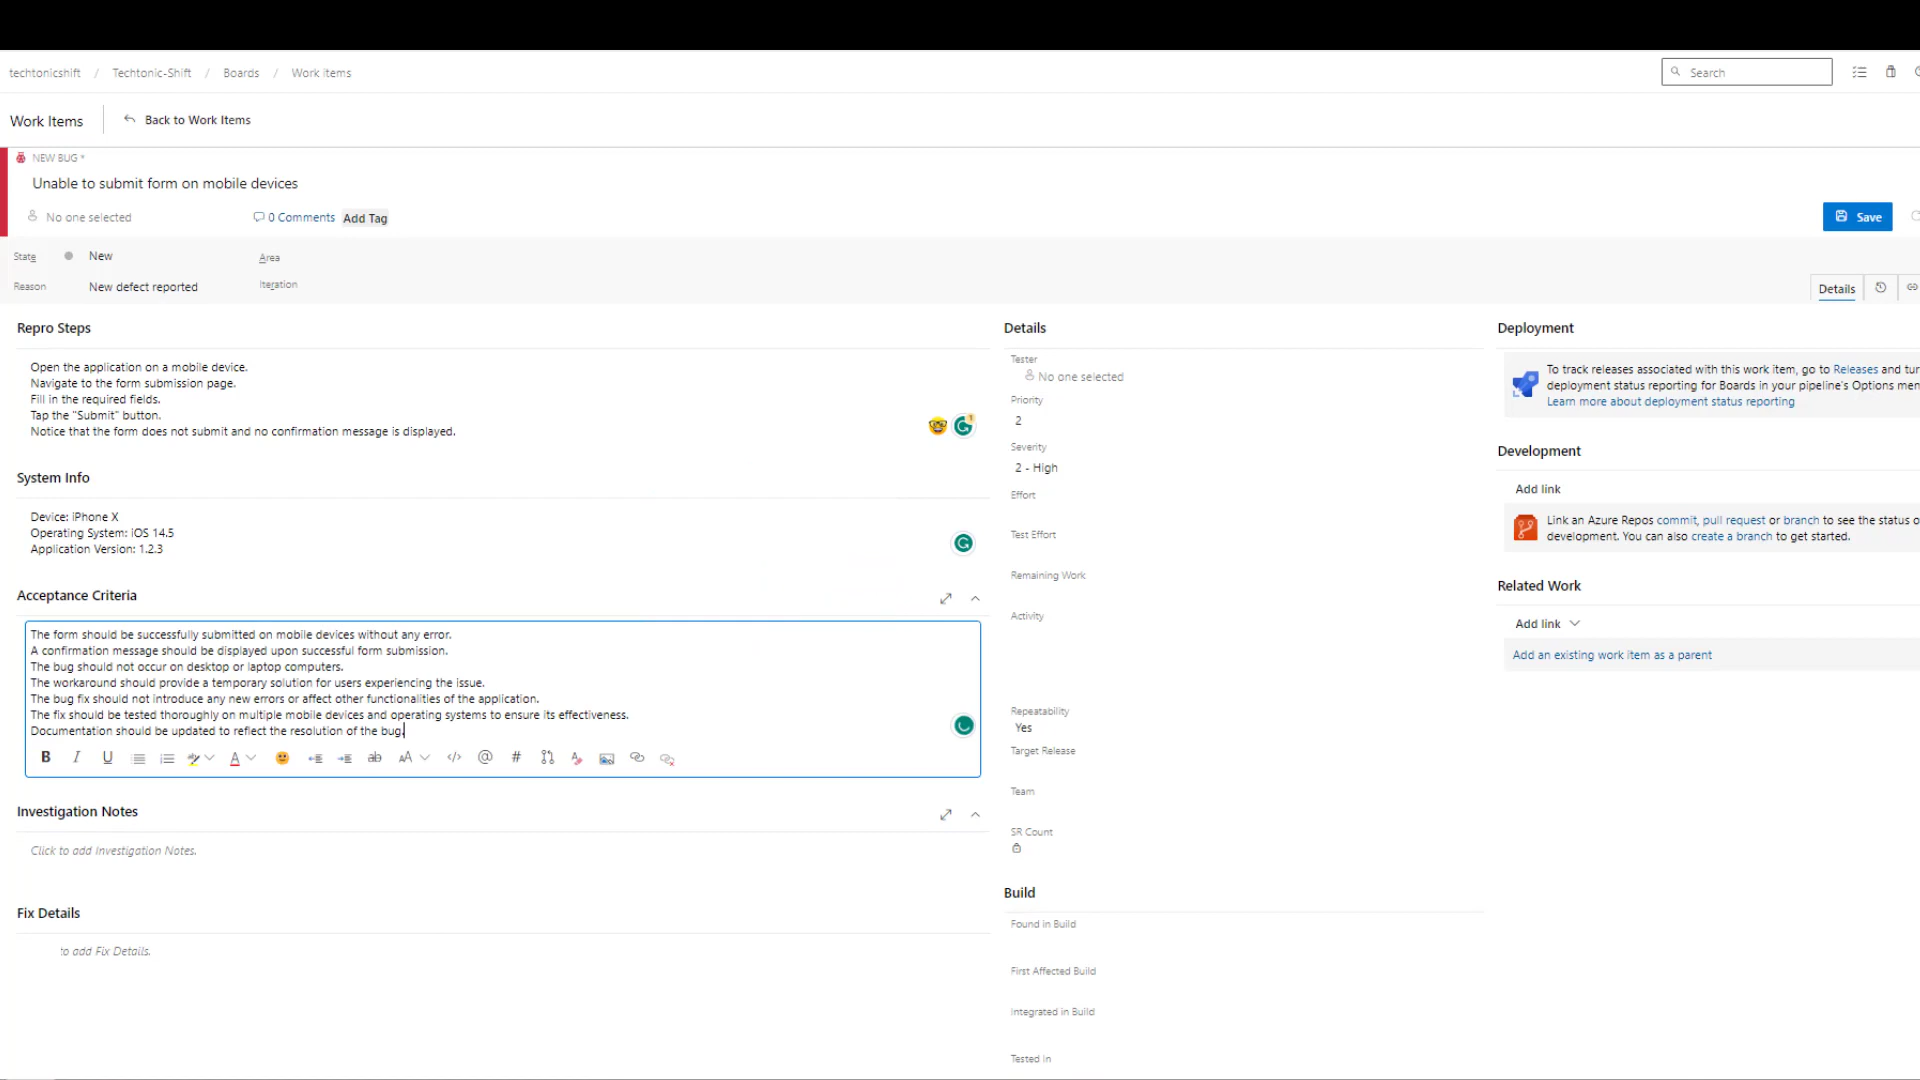 techtonicshift / Techtonic-Shift / Boards / Work items
Search
Work Items
Back to Work Items
NEW BUG *
Unable to submit form on mobile devices
No one selected
0 Comments
Add Tag
Save
State
New
Area
Reason
New defect reported
Iteration
Details
Repro Steps
Open the application on a mobile device.
Navigate to the form submission page.
Fill in the required fields.
Tap the "Submit" button.
Notice that the form does not submit and no confirmation message is displayed.
System Info
Device: iPhone X
Operating System: iOS 14.5
Application Version: 1.2.3
Acceptance Criteria
The form should be successfully submitted on mobile devices without any error.
A confirmation message should be displayed upon successful form submission.
The bug should not occur on desktop or laptop computers.
The workaround should provide a temporary solution for users experiencing the issue.
The bug fix should not introduce any new errors or affect other functionalities of the application.
The fix should be tested thoroughly on multiple mobile devices and operating systems to ensure its effectiveness.
Documentation should be updated to reflect the resolution of the bug.
Investigation Notes
Click to add Investigation Notes.
Fix Details
to add Fix Details.
Details
Tester
No one selected
Priority
2
Severity
2 - High
Effort
Test Effort
Remaining Work
Activity
Repeatability
Yes
Target Release
Team
SR Count
Build
Found in Build
First Affected Build
Integrated in Build
Tested In
Deployment
To track releases associated with this work item, go to Releases and tur
deployment status reporting for Boards in your pipeline's Options men
Learn more about deployment status reporting
Development
Add link
Link an Azure Repos commit, pull request or branch to see the status o
development. You can also create a branch to get started.
Related Work
Add link
Add an existing work item as a parent